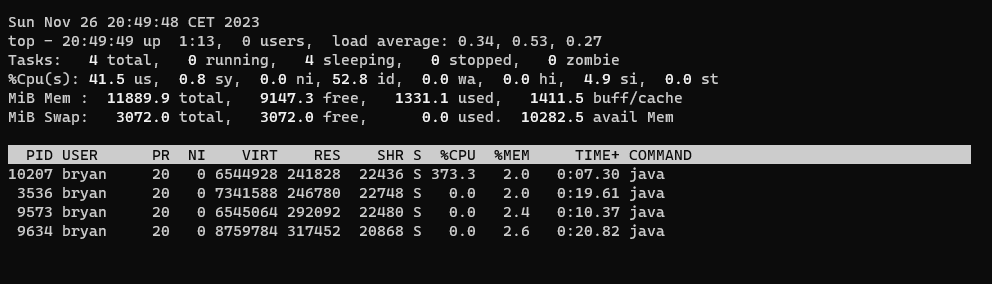 Sun Nov 26 20:49:48 CET 2023
top - 20:49:49 up  1:13,  0 users,  load average: 0.34, 0.53, 0.27
Tasks:   4 total,   0 running,   4 sleeping,   0 stopped,   0 zombie
%Cpu(s): 41.5 us,  0.8 sy,  0.0 ni, 52.8 id,  0.0 wa,  0.0 hi,  4.9 si,  0.0 st
MiB Mem :  11889.9 total,   9147.3 free,   1331.1 used,   1411.5 buff/cache
MiB Swap:   3072.0 total,   3072.0 free,      0.0 used.  10282.5 avail Mem
  PID USER      PR  NI    VIRT    RES    SHR S  %CPU  %MEM     TIME+ COMMAND
10207 bryan     20   0 6544928 241828  22436 S 373.3   2.0   0:07.30 java
 3536 bryan     20   0 7341588 246780  22748 S   0.0   2.0   0:19.61 java
 9573 bryan     20   0 6545064 292092  22480 S   0.0   2.4   0:10.37 java
 9634 bryan     20   0 8759784 317452  20868 S   0.0   2.6   0:20.82 java